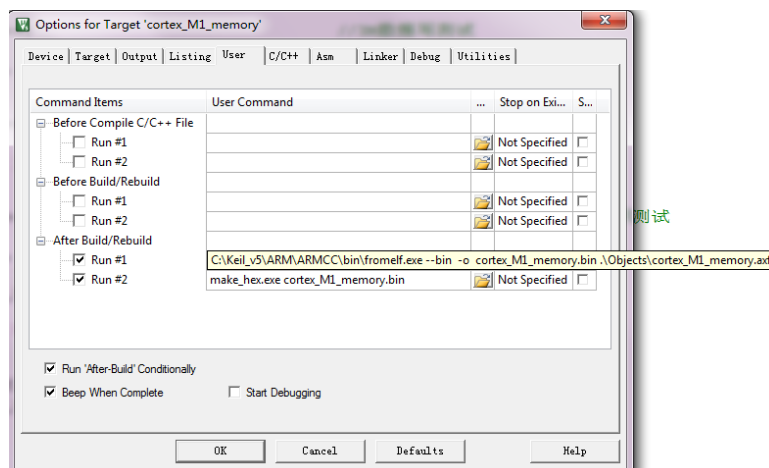 Options for Target 'cortex_M1_memory'
Device Target Output Listing User C/C++ Asm Linker Debug Utilities
Command Items User Command ... Stop on Exi... S...
Before Compile C/C++ File
Run #1 Not Specified
Run #2 Not Specified
Before Build/Rebuild
Run #1 Not Specified
Run #2 Not Specified
测试
After Build/Rebuild
Run #1 C:\Keil_v5\ARM\ARMCC\bin\fromelf.exe --bin -o cortex_M1_memory.bin .\Objects\cortex_M1_memory.axf
Run #2 make_hex.exe cortex_M1_memory.bin Not Specified
Run 'After-Build' Conditionally
Beep When Complete Start Debugging
OK Cancel Defaults Help